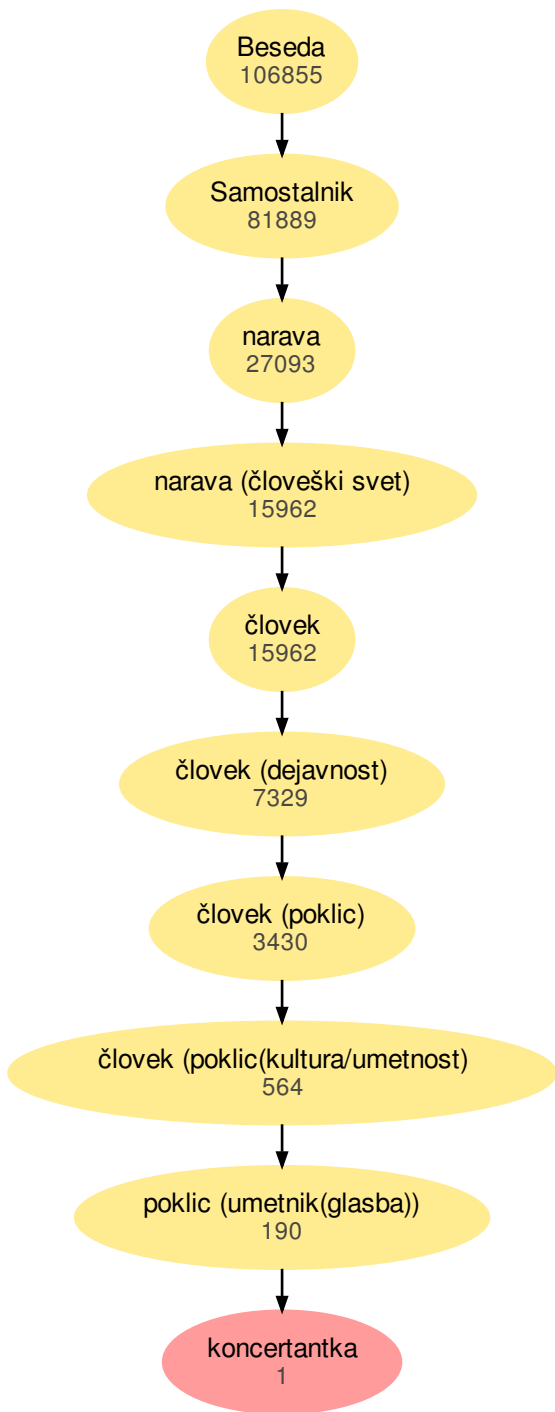 Beseda
106855
Samostalnik
81889
narava
27093
narava (človeški svet)
15962
človek
15962
človek (dejavnost)
7329
človek (poklic)
3430
človek (poklic(kultura/umetnost)
564
poklic (umetnik(glasba))
190
koncertantka
1